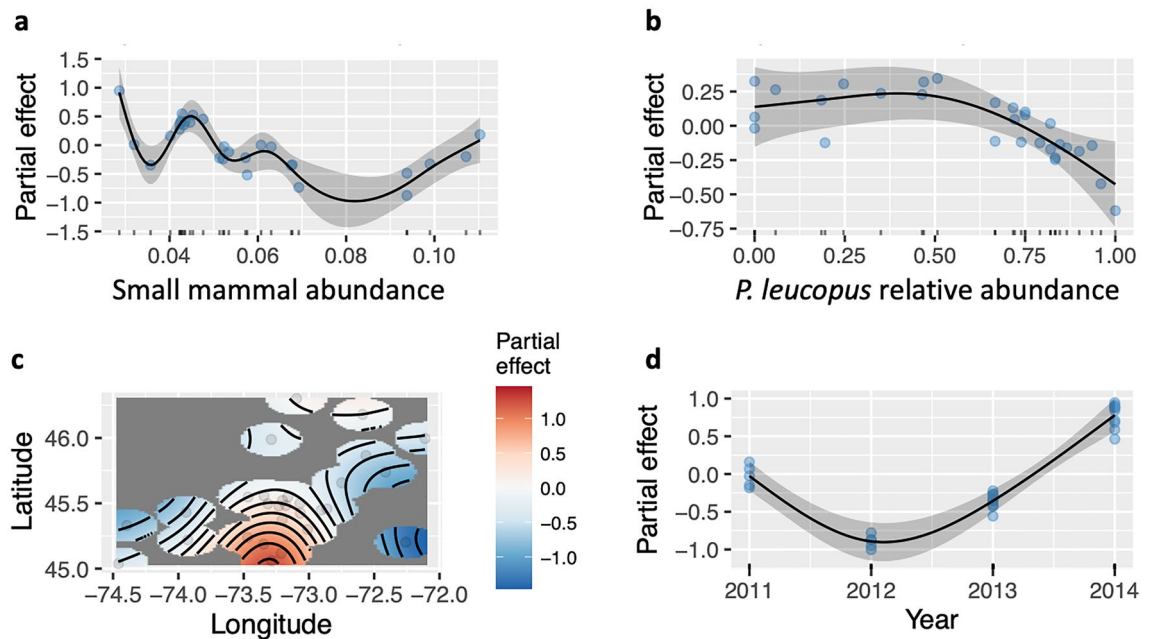 a
Partial effect
1.5
1.0
0.5
0.0
−0.5
−1.0
−1.5
0.04 0.06 0.08 0.10
Small mammal abundance
b
Partial effect
0.25
0.00
−0.25
−0.50
−0.75
0.00 0.25 0.50 0.75 1.00
P. leucopus relative abundance
c
Latitude
46.0
45.5
45.0
−74.5 −74.0 −73.5 −73.0 −72.5 −72.0
Longitude
Partial
effect
1.0
0.5
0.0
−0.5
−1.0
d
Partial effect
1.0
0.5
0.0
−0.5
−1.0
2011 2012 2013 2014
Year